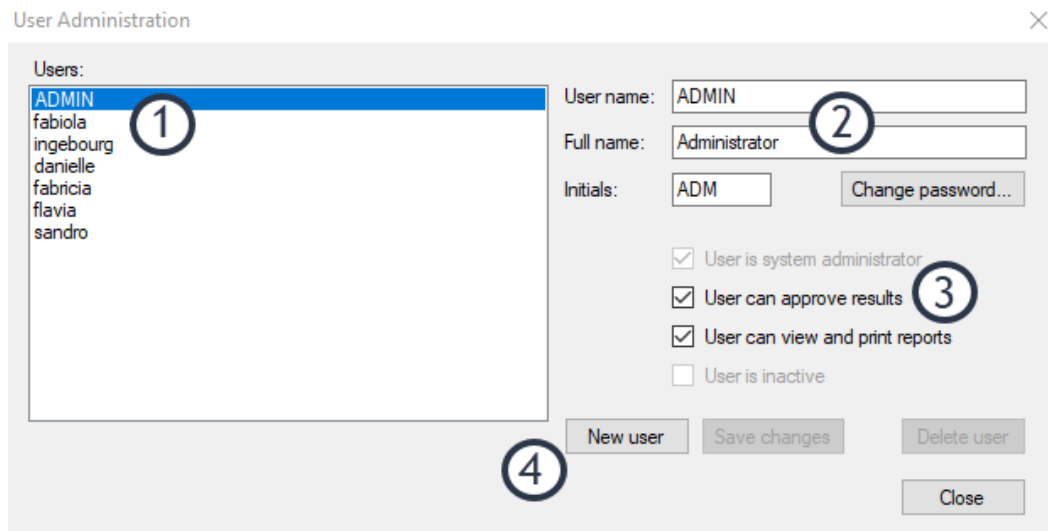 User Administration
Users:
ADMIN
fabiola
ingebourg
danielle
fabricia
flavia
sandro
1
User name: ADMIN
Full name: Administrator
2
Initials: ADM Change password...
User is system administrator
User can approve results
3
User can view and print reports
User is inactive
New user Save changes Delete user
4
Close